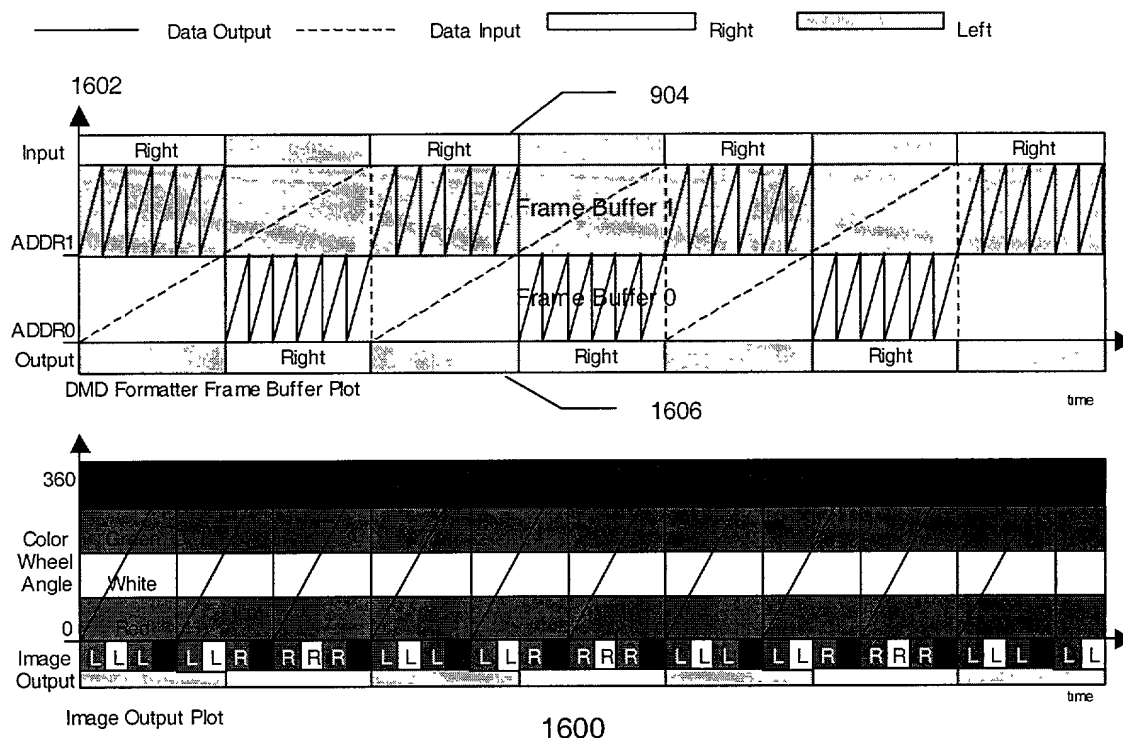 Data Output Data Input Right Left
1602
904
Input Right Right Right Right
Frame Buffer 1
ADDR1
Frame Buffer 0
ADDR0
Output Right Right Right
DMD Formatter Frame Buffer Plot time
1606
360
Color Green
Wheel
Angle White
0 Red
Image L L L L L R R R R L L L L L R R R L L L L L R R R R L L L L L
Output
time
Image Output Plot
1600